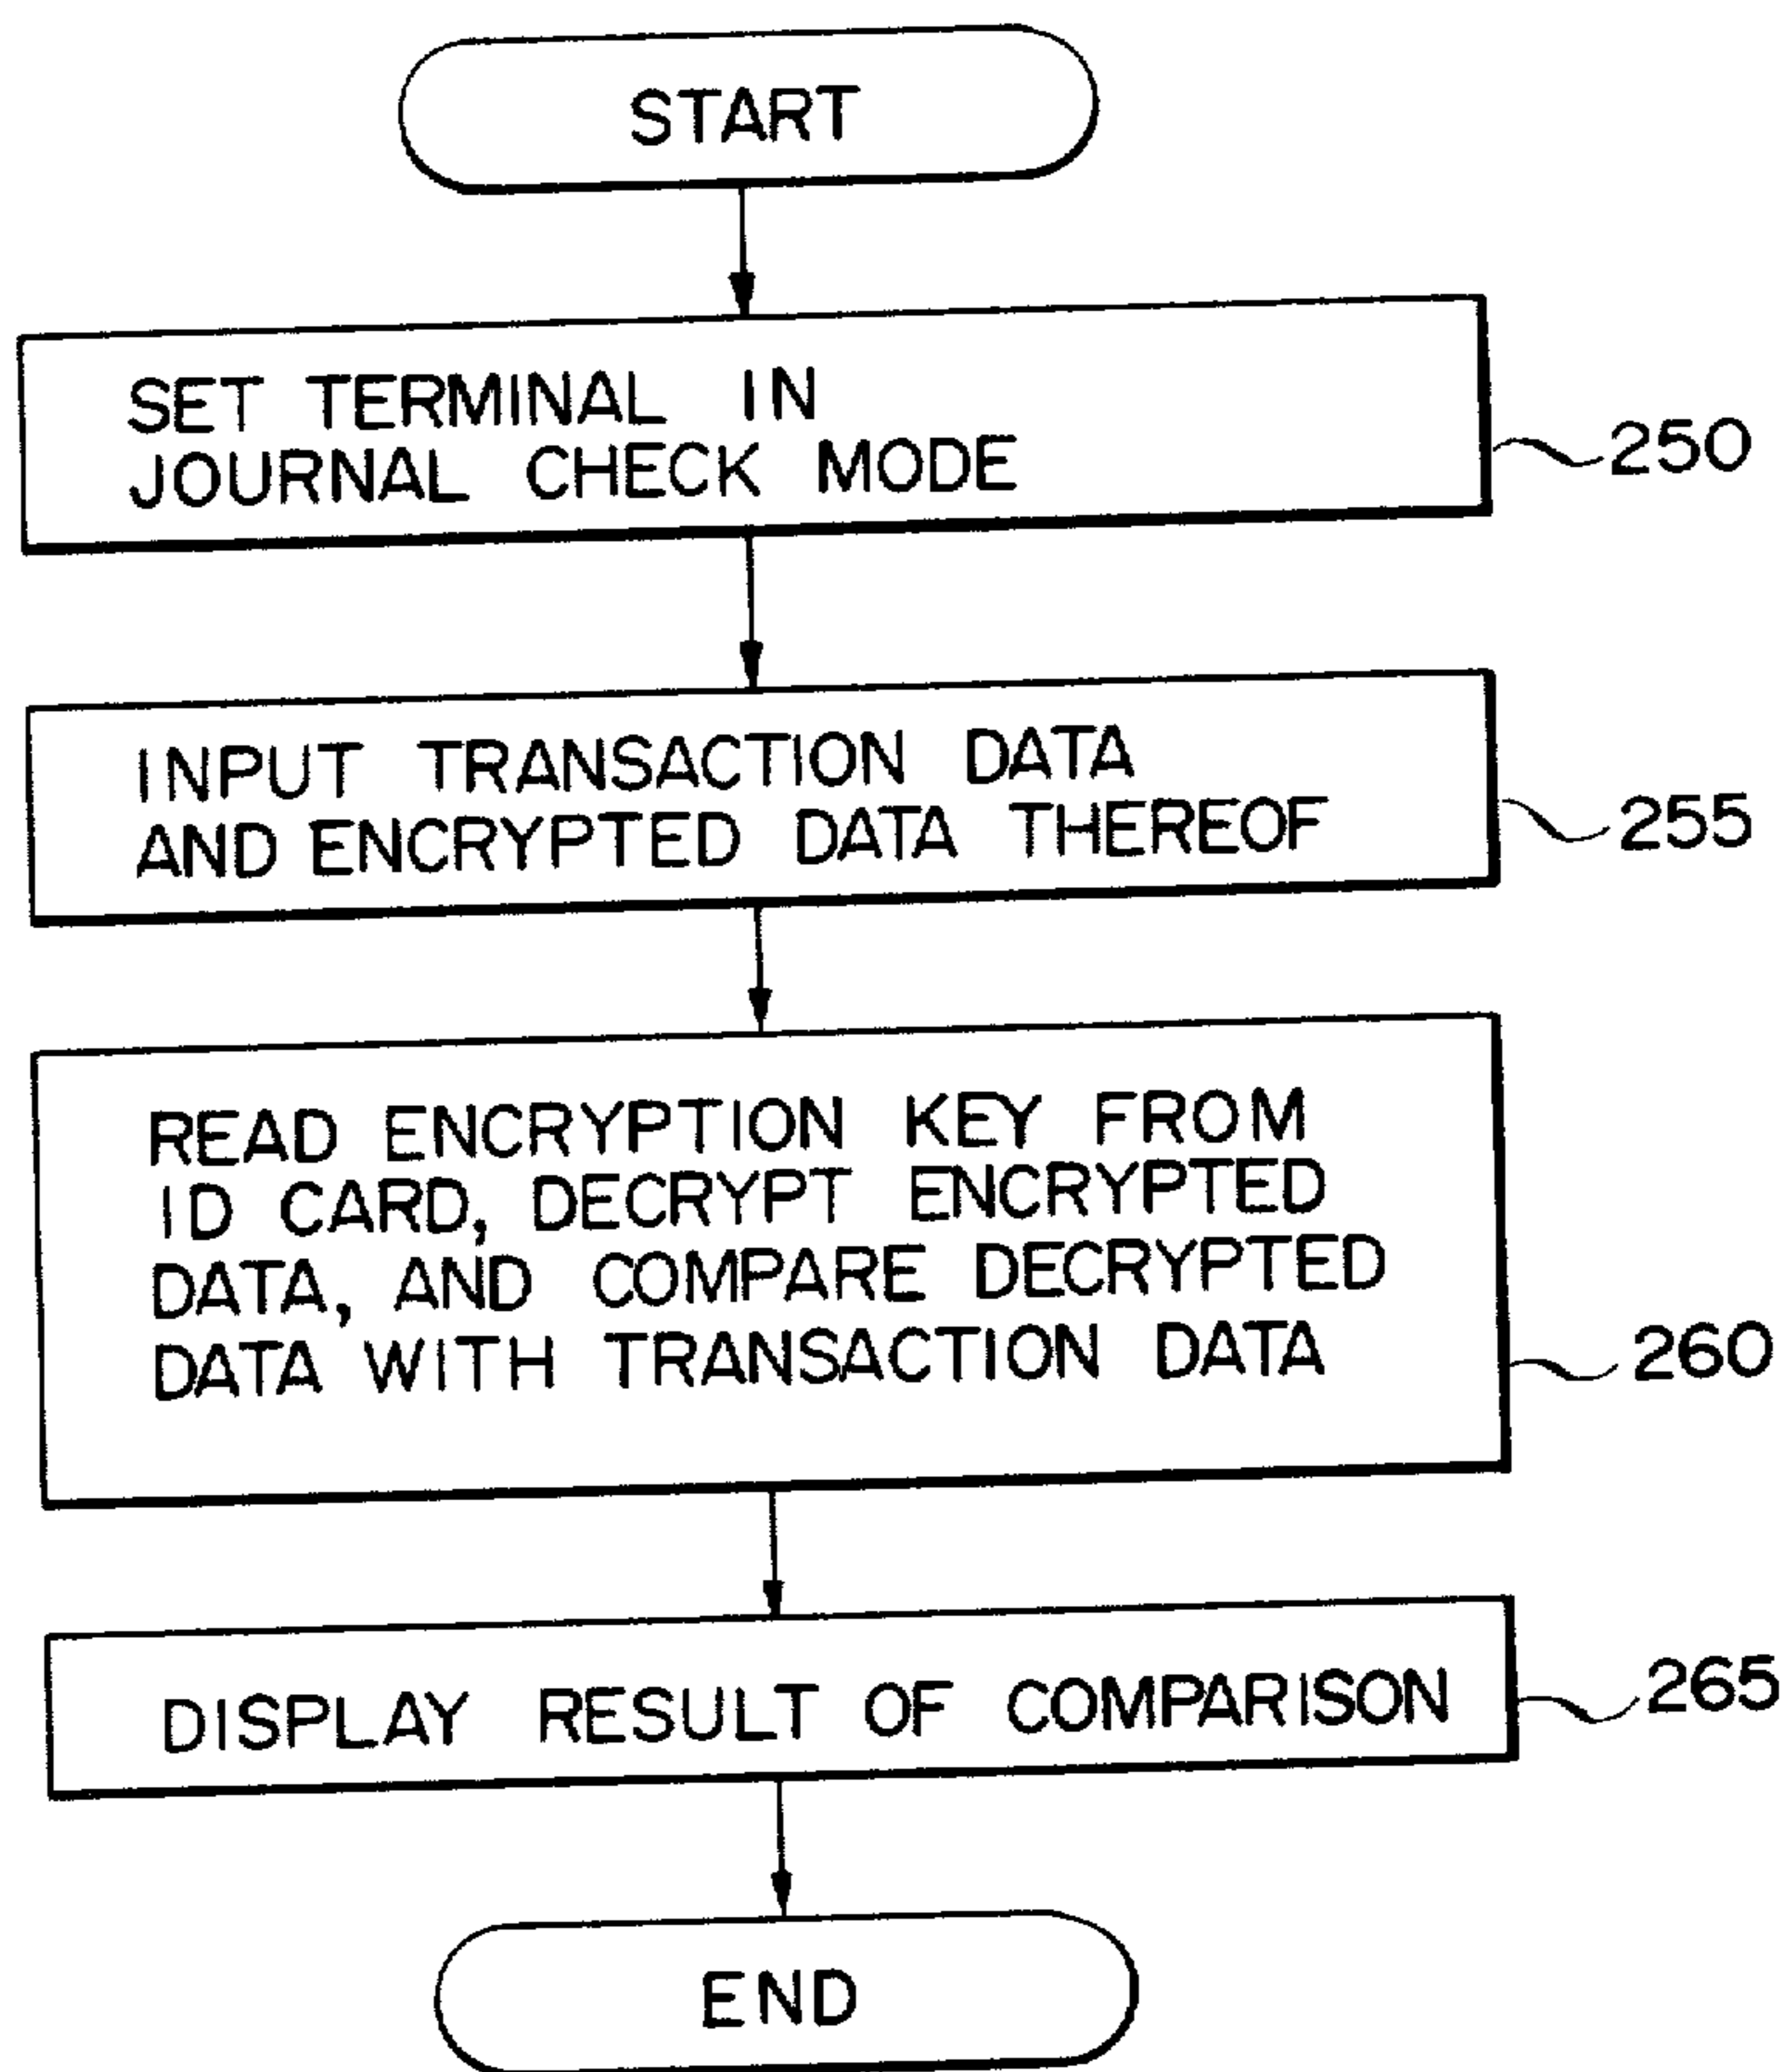 START
SET TERMINAL IN
JOURNAL CHECK MODE
250
INPUT TRANSACTION DATA
AND ENCRYPTED DATA THEREOF
255
READ ENCRYPTION KEY FROM
ID CARD, DECRYPT ENCRYPTED
DATA, AND COMPARE DECRYPTED
DATA WITH TRANSACTION DATA
260
DISPLAY RESULT OF COMPARISON
265
END